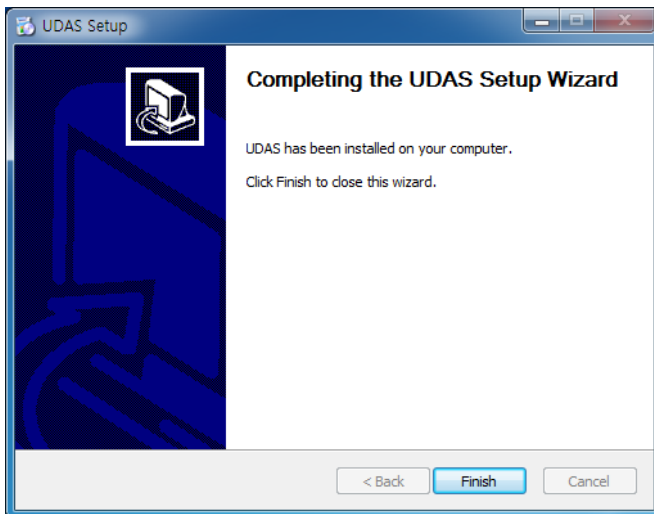 UDAS Setup
Completing the UDAS Setup Wizard
UDAS has been installed on your computer.
Click Finish to close this wizard.
< Back Finish Cancel